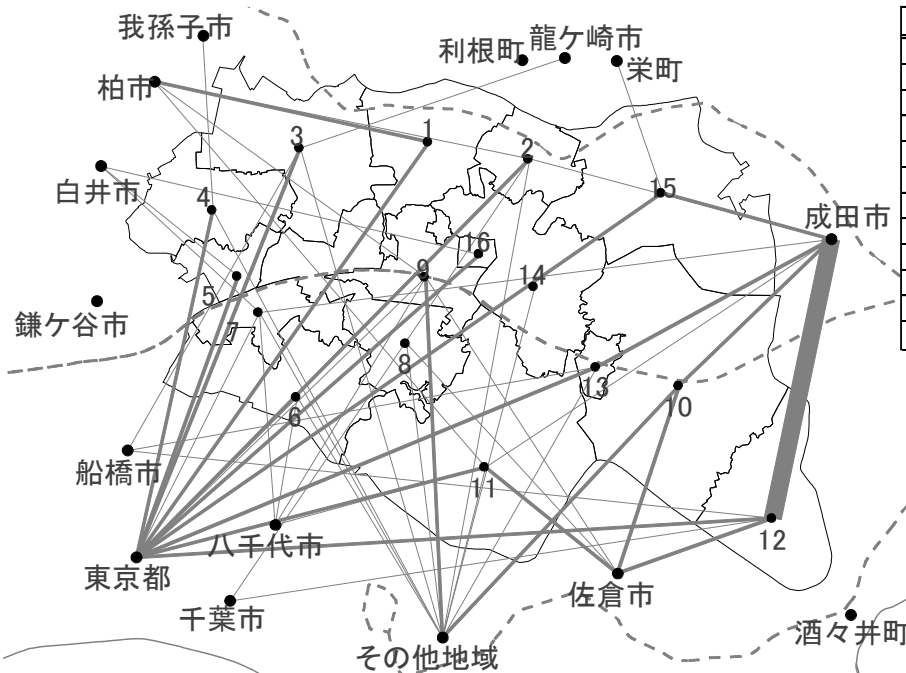 我孫子市
利根町
龍ケ崎市
栄町
柏市
3
1
2
白井市
4
15
成田市
16
9
14
5
鎌ケ谷市
7
8
13
10
6
船橋市
11
12
八千代市
東京都
佐倉市
千葉市
酒々井町
その他地域